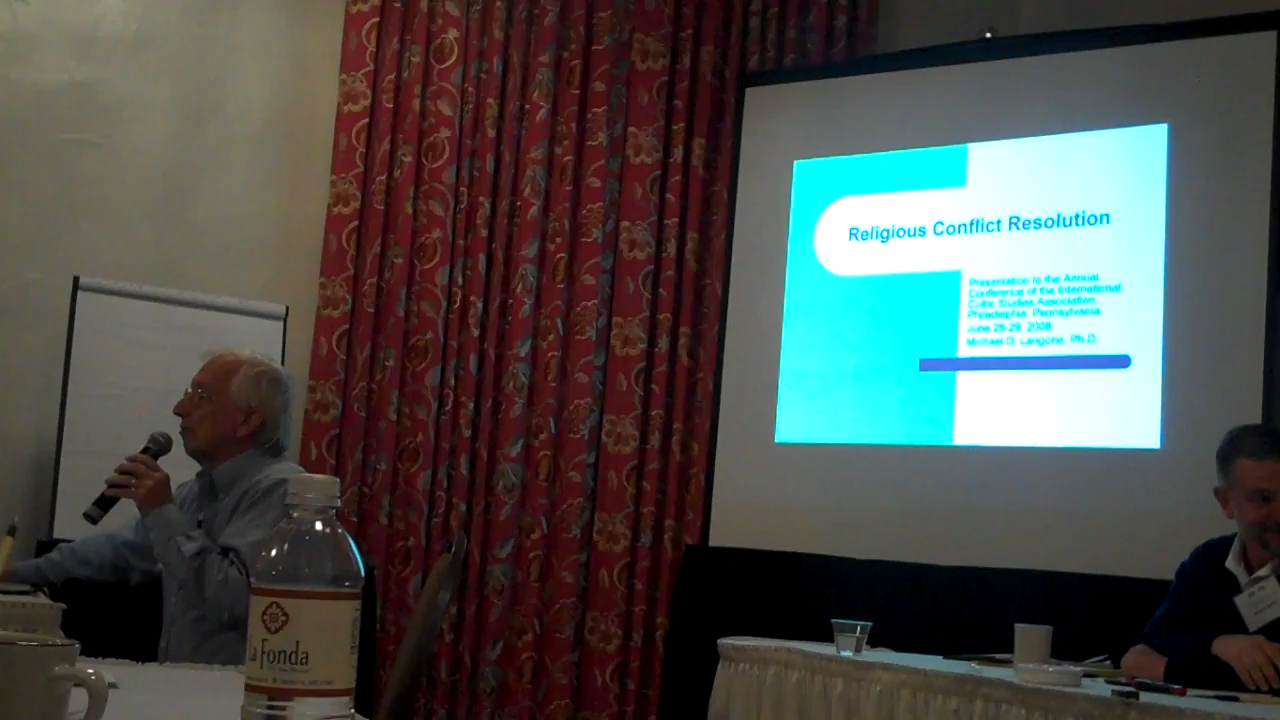 Religious Conflict Resolution
Presentation to the Annual
Conference of the International
Cultic Studies Association,
Philadelphia, Pennsylvania
June 28-29, 2008
Michael D. Langone, Ph.D.
La Fonda